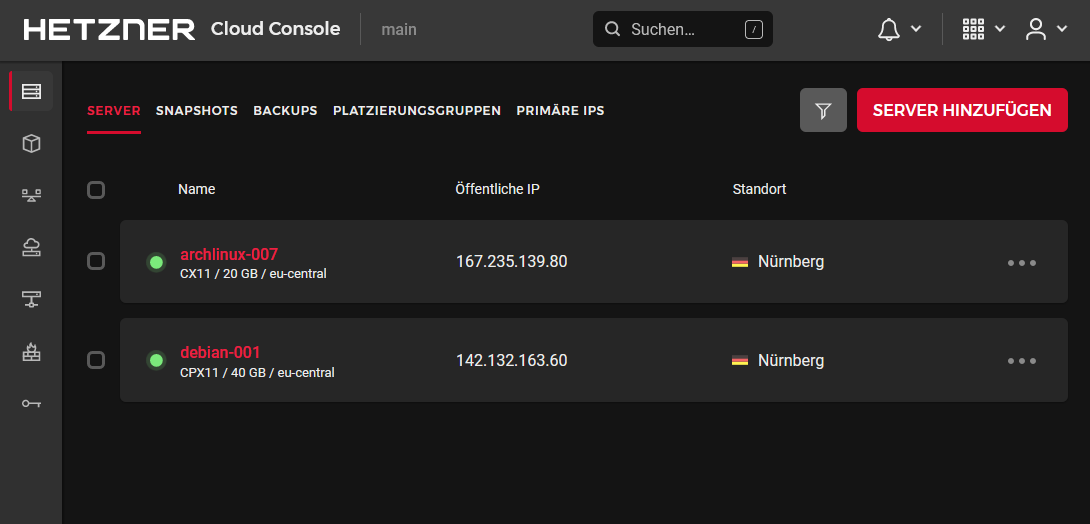 HETZNER Cloud Console main Suchen... /
SERVER SNAPSHOTS BACKUPS PLATZIERUNGSGRUPPEN PRIMÄRE IPS SERVER HINZUFÜGEN
Name Öffentliche IP Standort
archlinux-007 167.235.139.80 Nürnberg
CX11 / 20 GB / eu-central
debian-001 142.132.163.60 Nürnberg
CPX11 / 40 GB / eu-central